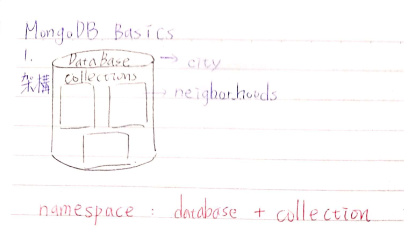 MongoDB Basics
1. Database → city
架構 collections
→ neighborhoods
namespace : database + collection